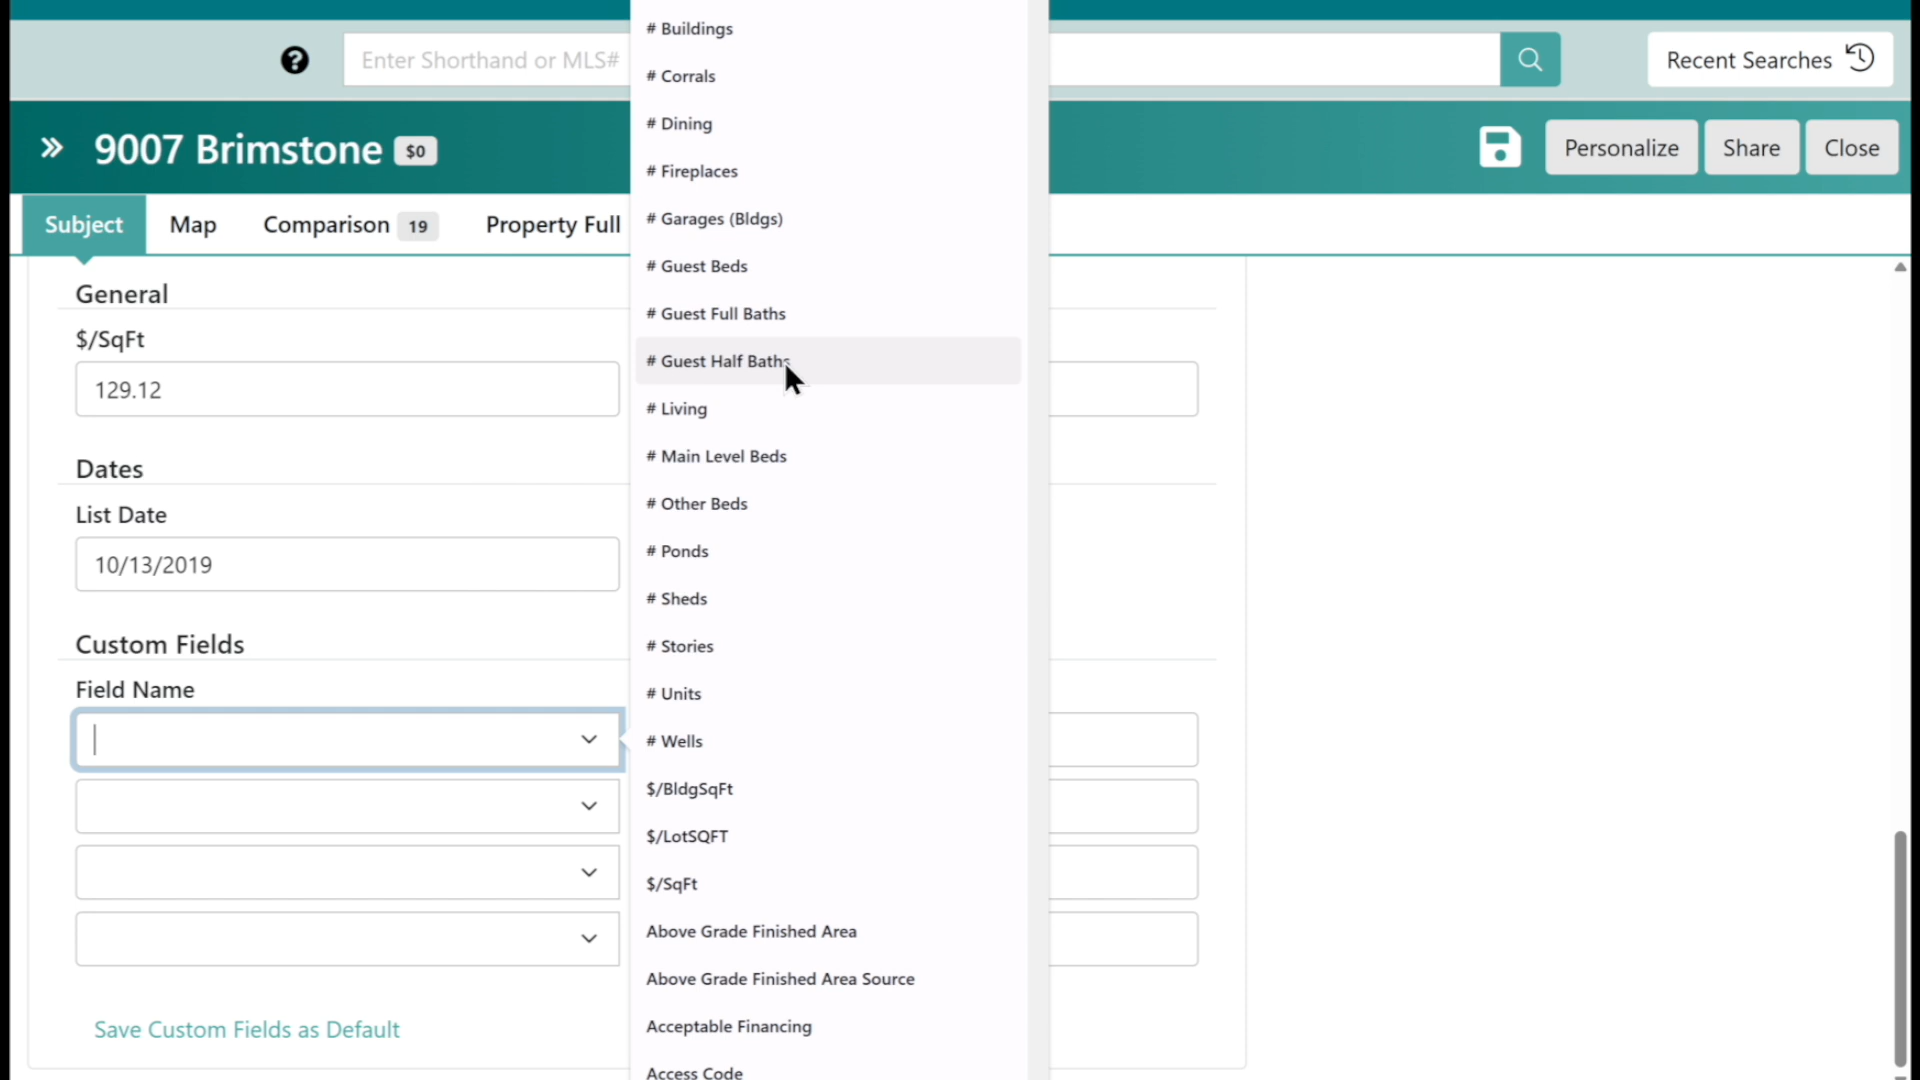 Enter Shorthand or MLS#
Recent Searches
9007 Brimstone $0
Personalize
Share
Close
Subject
Map
Comparison 19
Property Full
General
$/SqFt
129.12
Dates
List Date
10/13/2019
Custom Fields
Field Name
Save Custom Fields as Default
# Buildings
# Corrals
# Dining
# Fireplaces
# Garages (Bldgs)
# Guest Beds
# Guest Full Baths
# Guest Half Baths
# Living
# Main Level Beds
# Other Beds
# Ponds
# Sheds
# Stories
# Units
# Wells
$/BldgSqFt
$/LotSQFT
$/SqFt
Above Grade Finished Area
Above Grade Finished Area Source
Acceptable Financing
Access Code